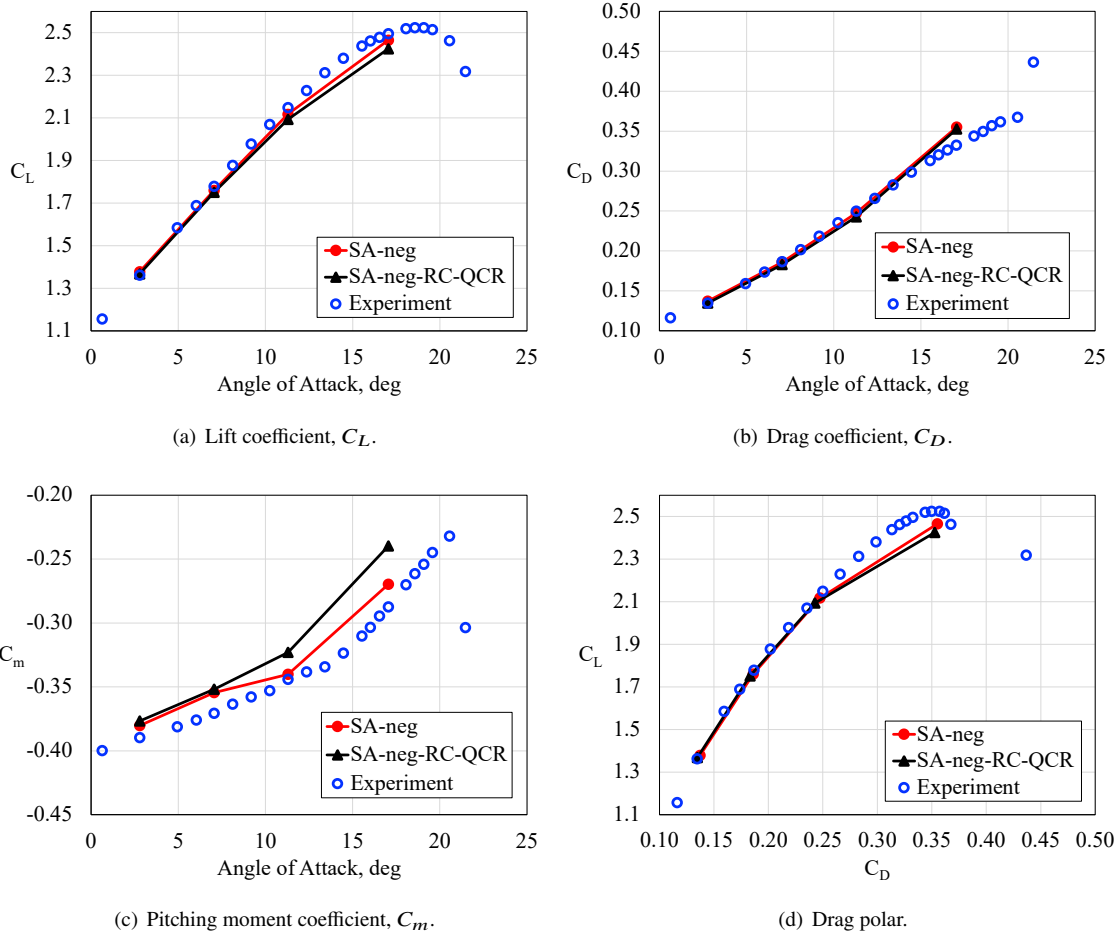 2.5
2.3
2.1
1.9
1.7
1.5
1.3
1.1
C_L
0 5 10 15 20 25
Angle of Attack, deg
SA-neg
SA-neg-RC-QCR
Experiment
(a) Lift coefficient, C_L.
0.50
0.45
0.40
0.35
0.30
0.25
0.20
0.15
0.10
C_D
0 5 10 15 20 25
Angle of Attack, deg
SA-neg
SA-neg-RC-QCR
Experiment
(b) Drag coefficient, C_D.
-0.20
-0.25
-0.30
-0.35
-0.40
-0.45
C_m
0 5 10 15 20 25
Angle of Attack, deg
SA-neg
SA-neg-RC-QCR
Experiment
(c) Pitching moment coefficient, C_m.
2.5
2.3
2.1
1.9
1.7
1.5
1.3
1.1
C_L
0.10 0.15 0.20 0.25 0.30 0.35 0.40 0.45 0.50
C_D
SA-neg
SA-neg-RC-QCR
Experiment
(d) Drag polar.